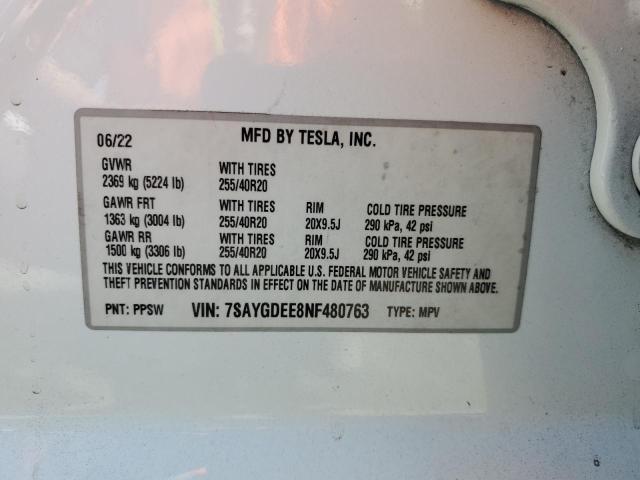 06/22 MFD BY TESLA, INC.
GVWR WITH TIRES
2369 kg (5224 lb) 255/40R20
GAWR FRT WITH TIRES RIM COLD TIRE PRESSURE
1363 kg (3004 lb) 255/40R20 20X9.5J 290 kPa, 42 psi
GAWR RR WITH TIRES RIM COLD TIRE PRESSURE
1500 kg (3306 lb) 255/40R20 20X9.5J 290 kPa, 42 psi
THIS VEHICLE CONFORMS TO ALL APPLICABLE U.S. FEDERAL MOTOR VEHICLE SAFETY AND
THEFT PREVENTION STANDARDS IN EFFECT ON THE DATE OF MANUFACTURE SHOWN ABOVE.
PNT: PPSW VIN: 7SAYGDEE8NF480763 TYPE: MPV